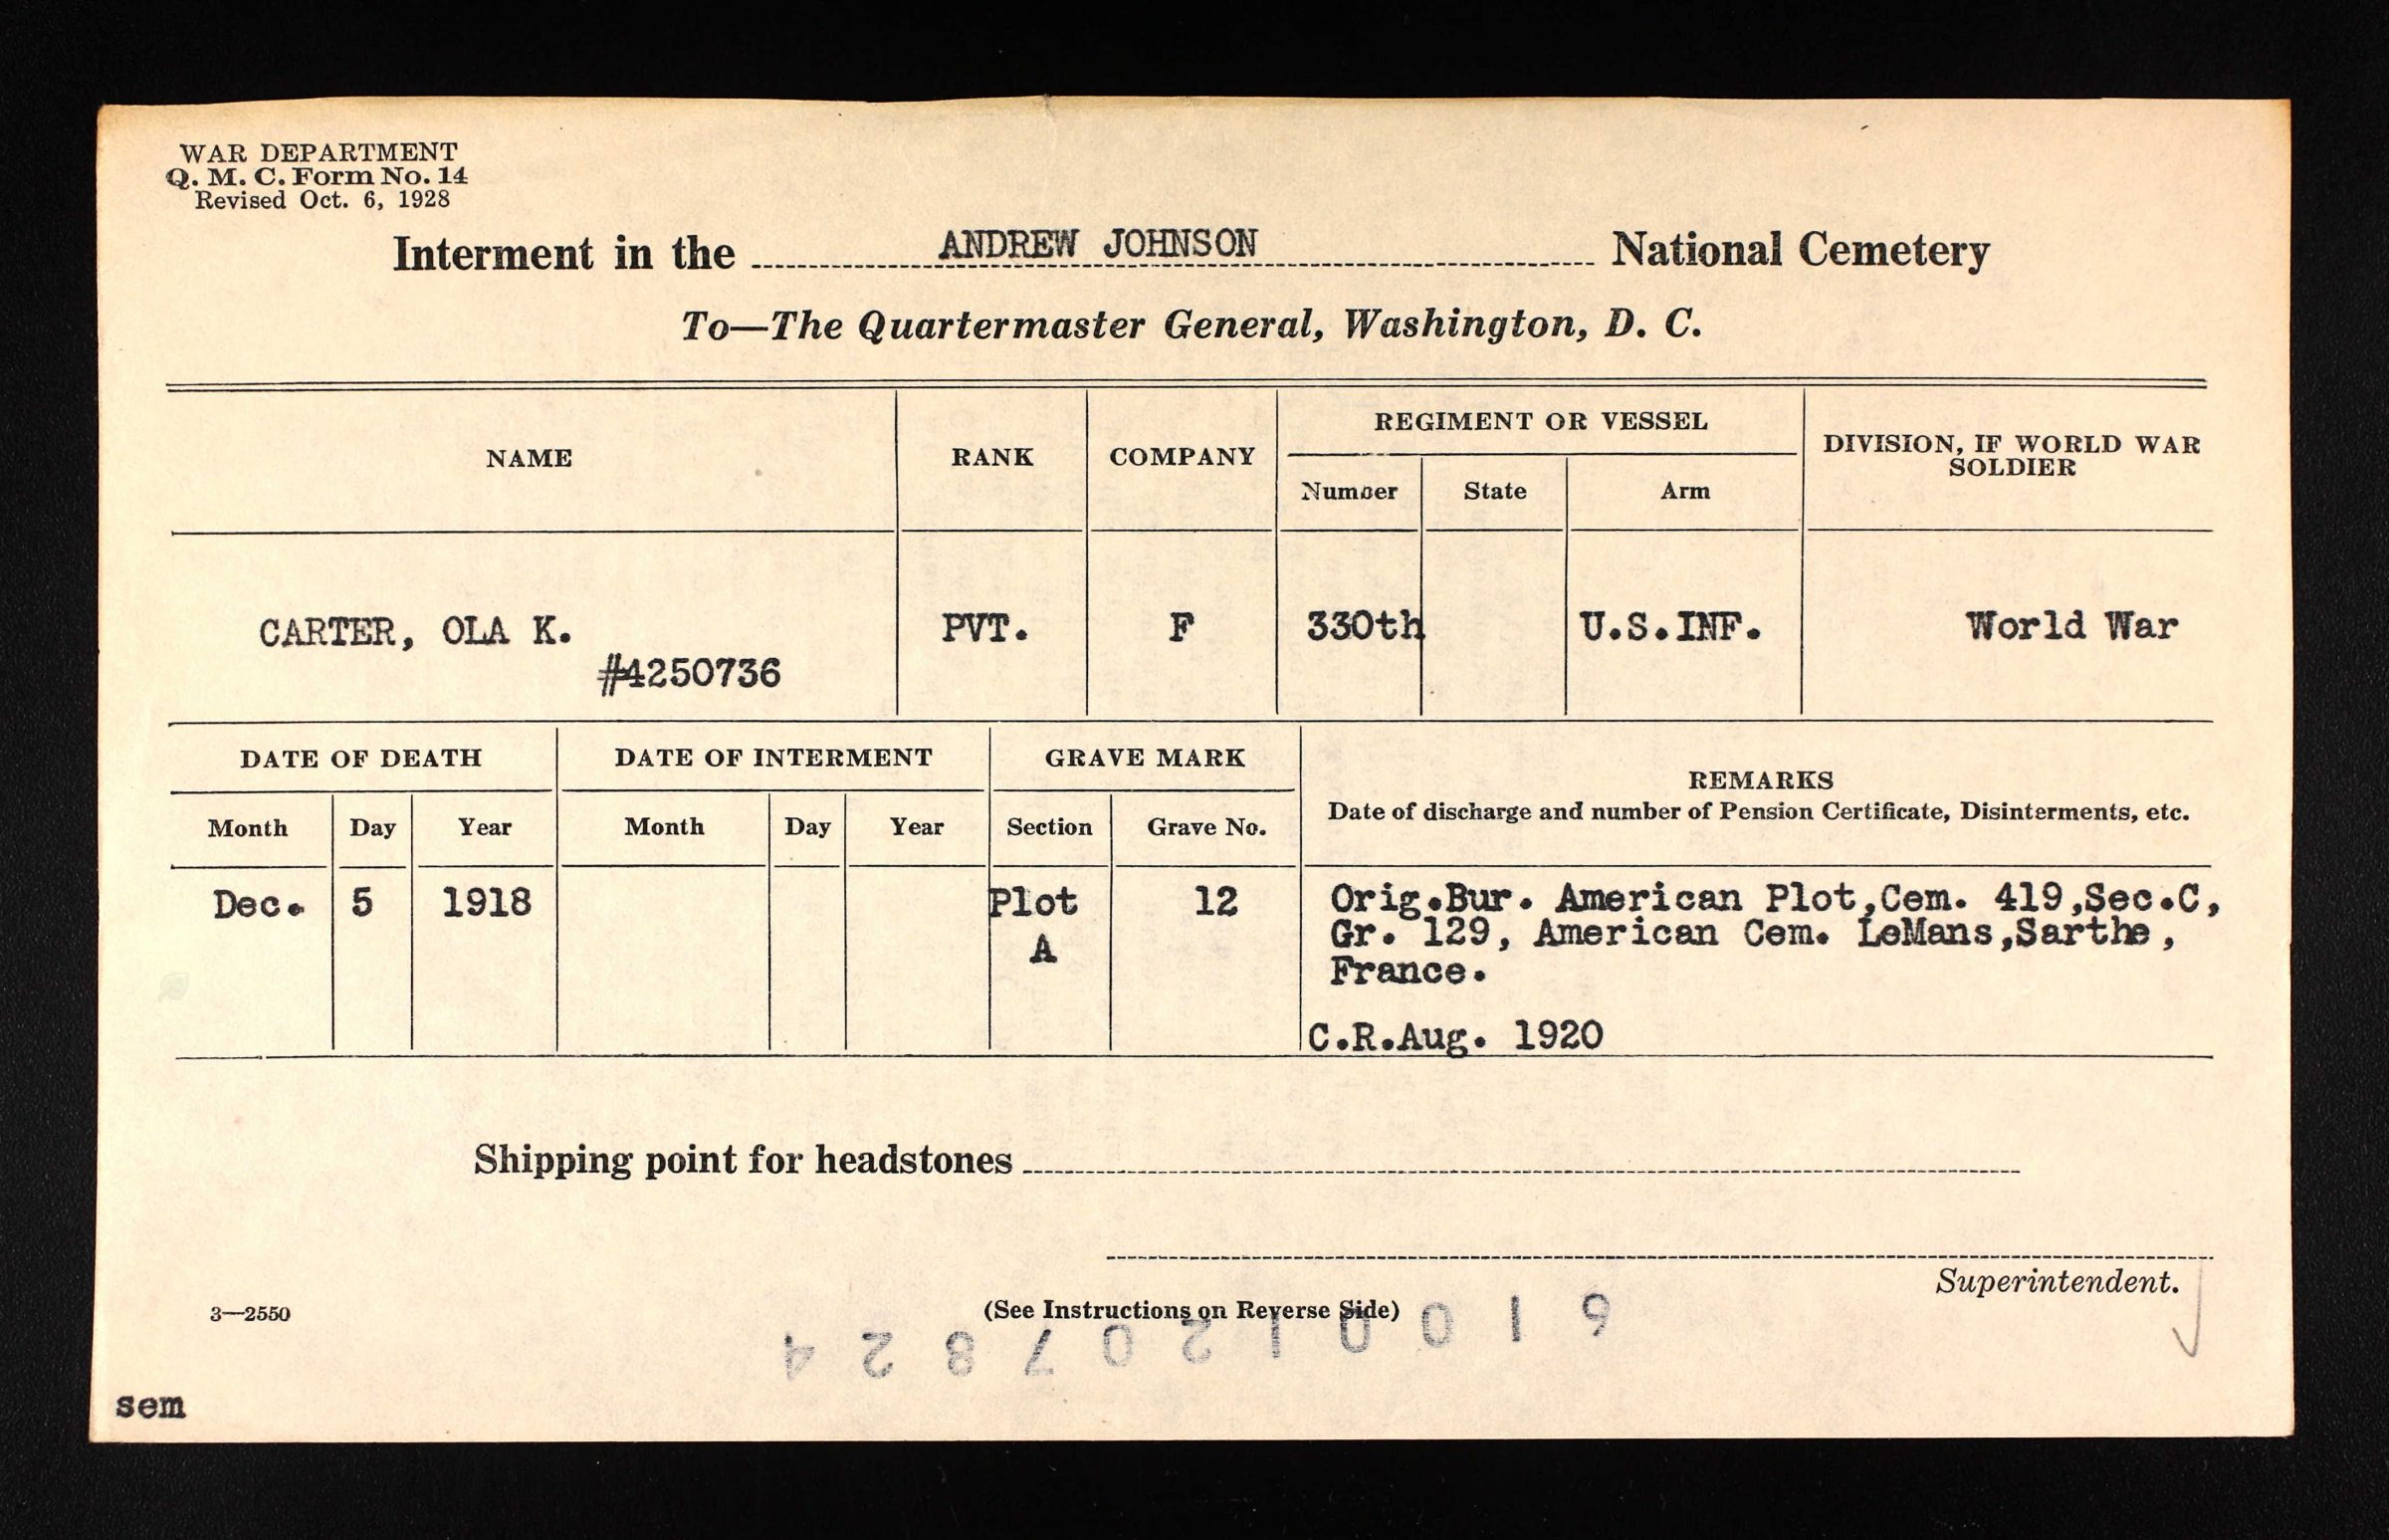 WAR DEPARTMENT
Q. M. C. Form No. 14
Revised Oct. 6, 1928
Interment in the ANDREW JOHNSON National Cemetery
To—The Quartermaster General, Washington, D. C.
NAME RANK COMPANY REGIMENT OR VESSEL DIVISION, IF WORLD WAR SOLDIER
Number State Arm
CARTER, OLA K. PVT. F 330th U.S.INF. World War
#4250736
DATE OF DEATH DATE OF INTERMENT GRAVE MARK REMARKS
Date of discharge and number of Pension Certificate, Disinterments, etc.
Month Day Year Month Day Year Section Grave No.
Dec. 5 1918 Plot A 12 Orig.Bur. American Plot,Cem. 419,Sec.C,
Gr. 129, American Cem. LeMans,Sarthe,
France.
C.R.Aug. 1920
Shipping point for headstones
Superintendent.
3—2550 (See Instructions on Reverse Side)
61001207824
sem